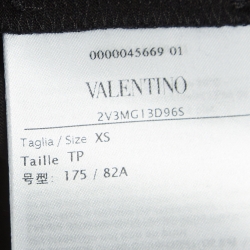 0000045669 01
VALENTINO
2V3MG13D96S
Taglia / Size XS
Taille TP
号型: 175 / 82A